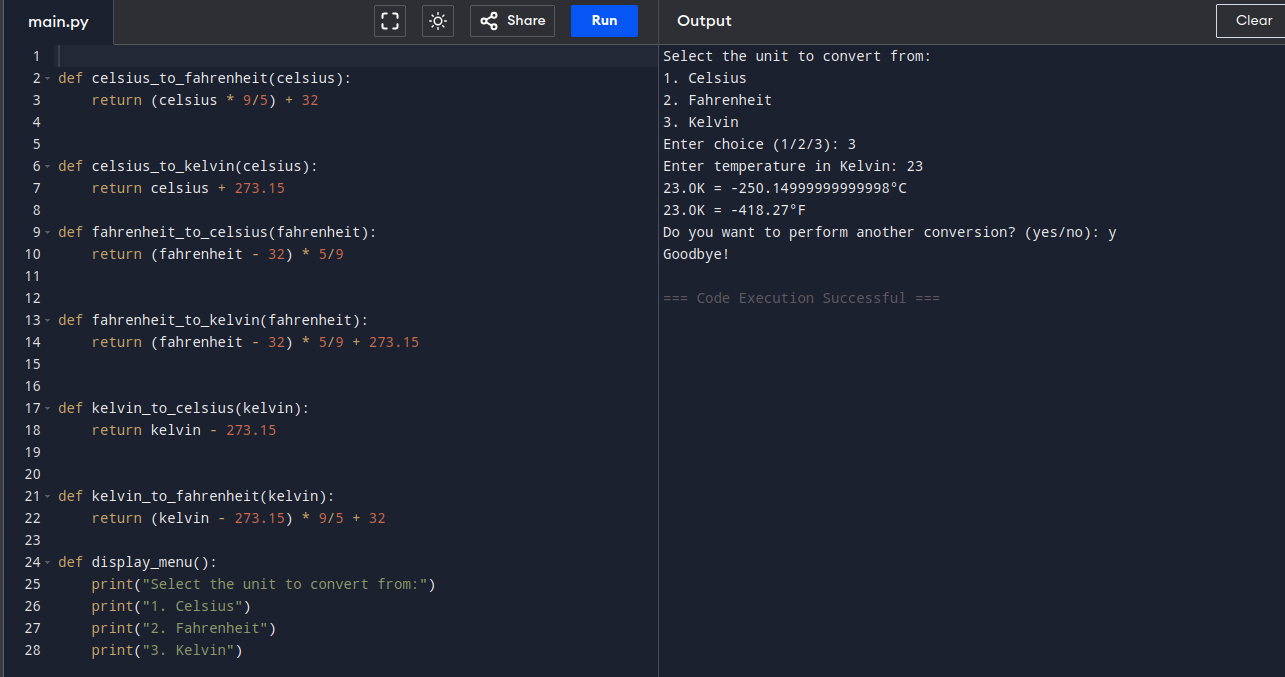 main.py
Share
Run
Output
Clear
1
2 def celsius_to_fahrenheit(celsius):
3     return (celsius * 9/5) + 32
4
5
6 def celsius_to_kelvin(celsius):
7     return celsius + 273.15
8
9 def fahrenheit_to_celsius(fahrenheit):
10     return (fahrenheit - 32) * 5/9
11
12
13 def fahrenheit_to_kelvin(fahrenheit):
14     return (fahrenheit - 32) * 5/9 + 273.15
15
16
17 def kelvin_to_celsius(kelvin):
18     return kelvin - 273.15
19
20
21 def kelvin_to_fahrenheit(kelvin):
22     return (kelvin - 273.15) * 9/5 + 32
23
24 def display_menu():
25     print("Select the unit to convert from:")
26     print("1. Celsius")
27     print("2. Fahrenheit")
28     print("3. Kelvin")
Select the unit to convert from:
1. Celsius
2. Fahrenheit
3. Kelvin
Enter choice (1/2/3): 3
Enter temperature in Kelvin: 23
23.0K = -250.14999999999998°C
23.0K = -418.27°F
Do you want to perform another conversion? (yes/no): y
Goodbye!
=== Code Execution Successful ===